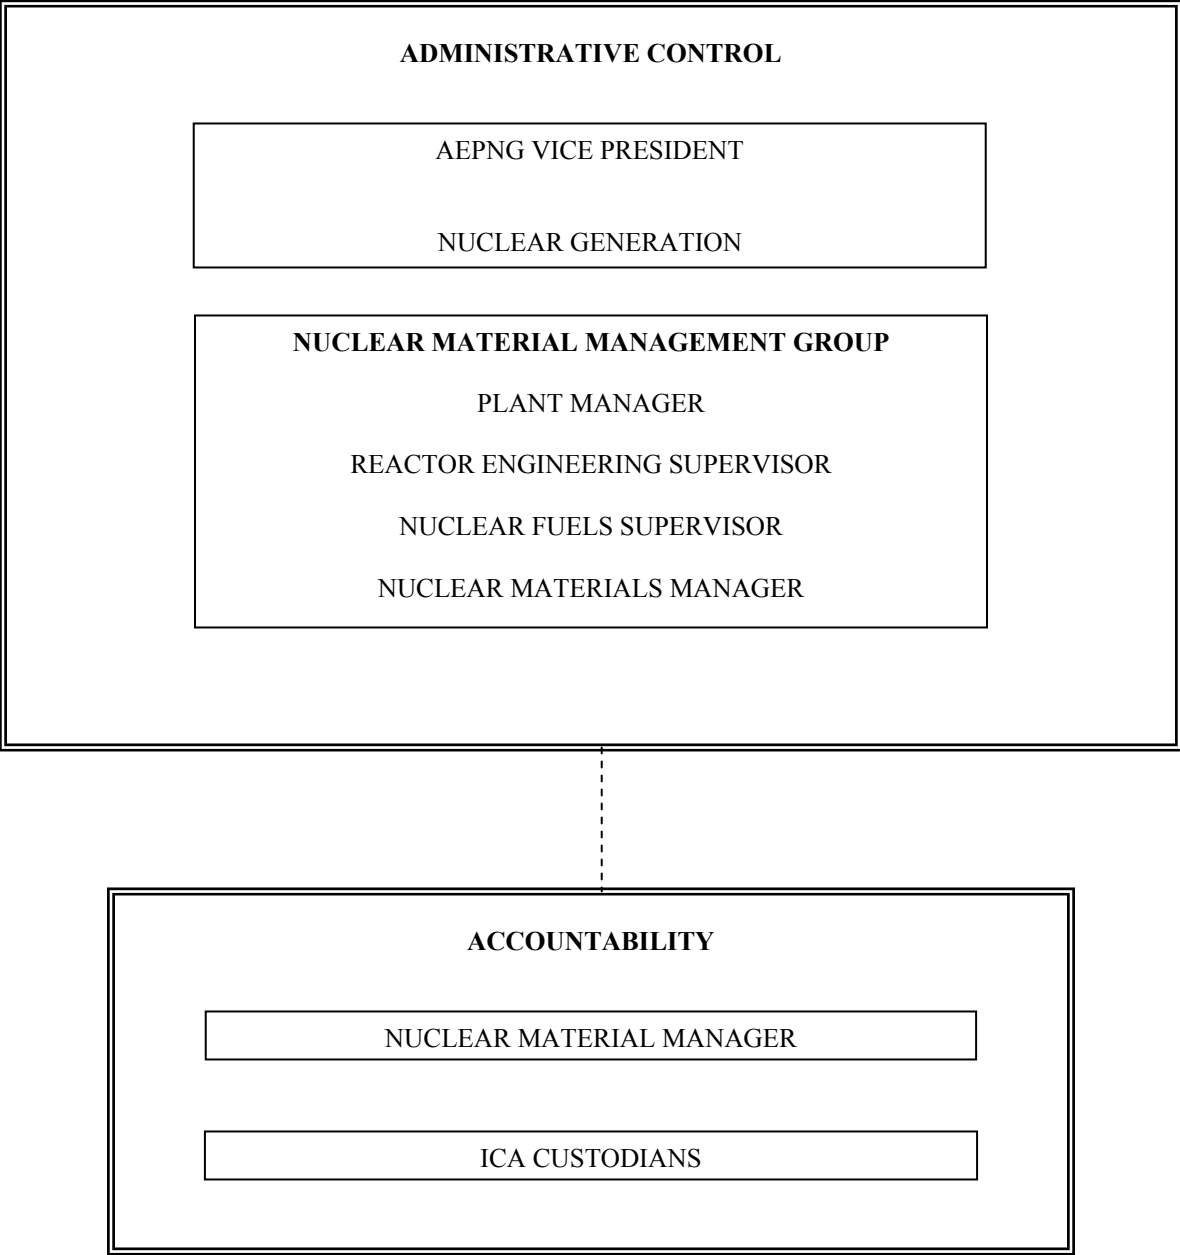 ADMINISTRATIVE CONTROL
AEPNG VICE PRESIDENT
NUCLEAR GENERATION
NUCLEAR MATERIAL MANAGEMENT GROUP
PLANT MANAGER
REACTOR ENGINEERING SUPERVISOR
NUCLEAR FUELS SUPERVISOR
NUCLEAR MATERIALS MANAGER
ACCOUNTABILITY
NUCLEAR MATERIAL MANAGER
ICA CUSTODIANS